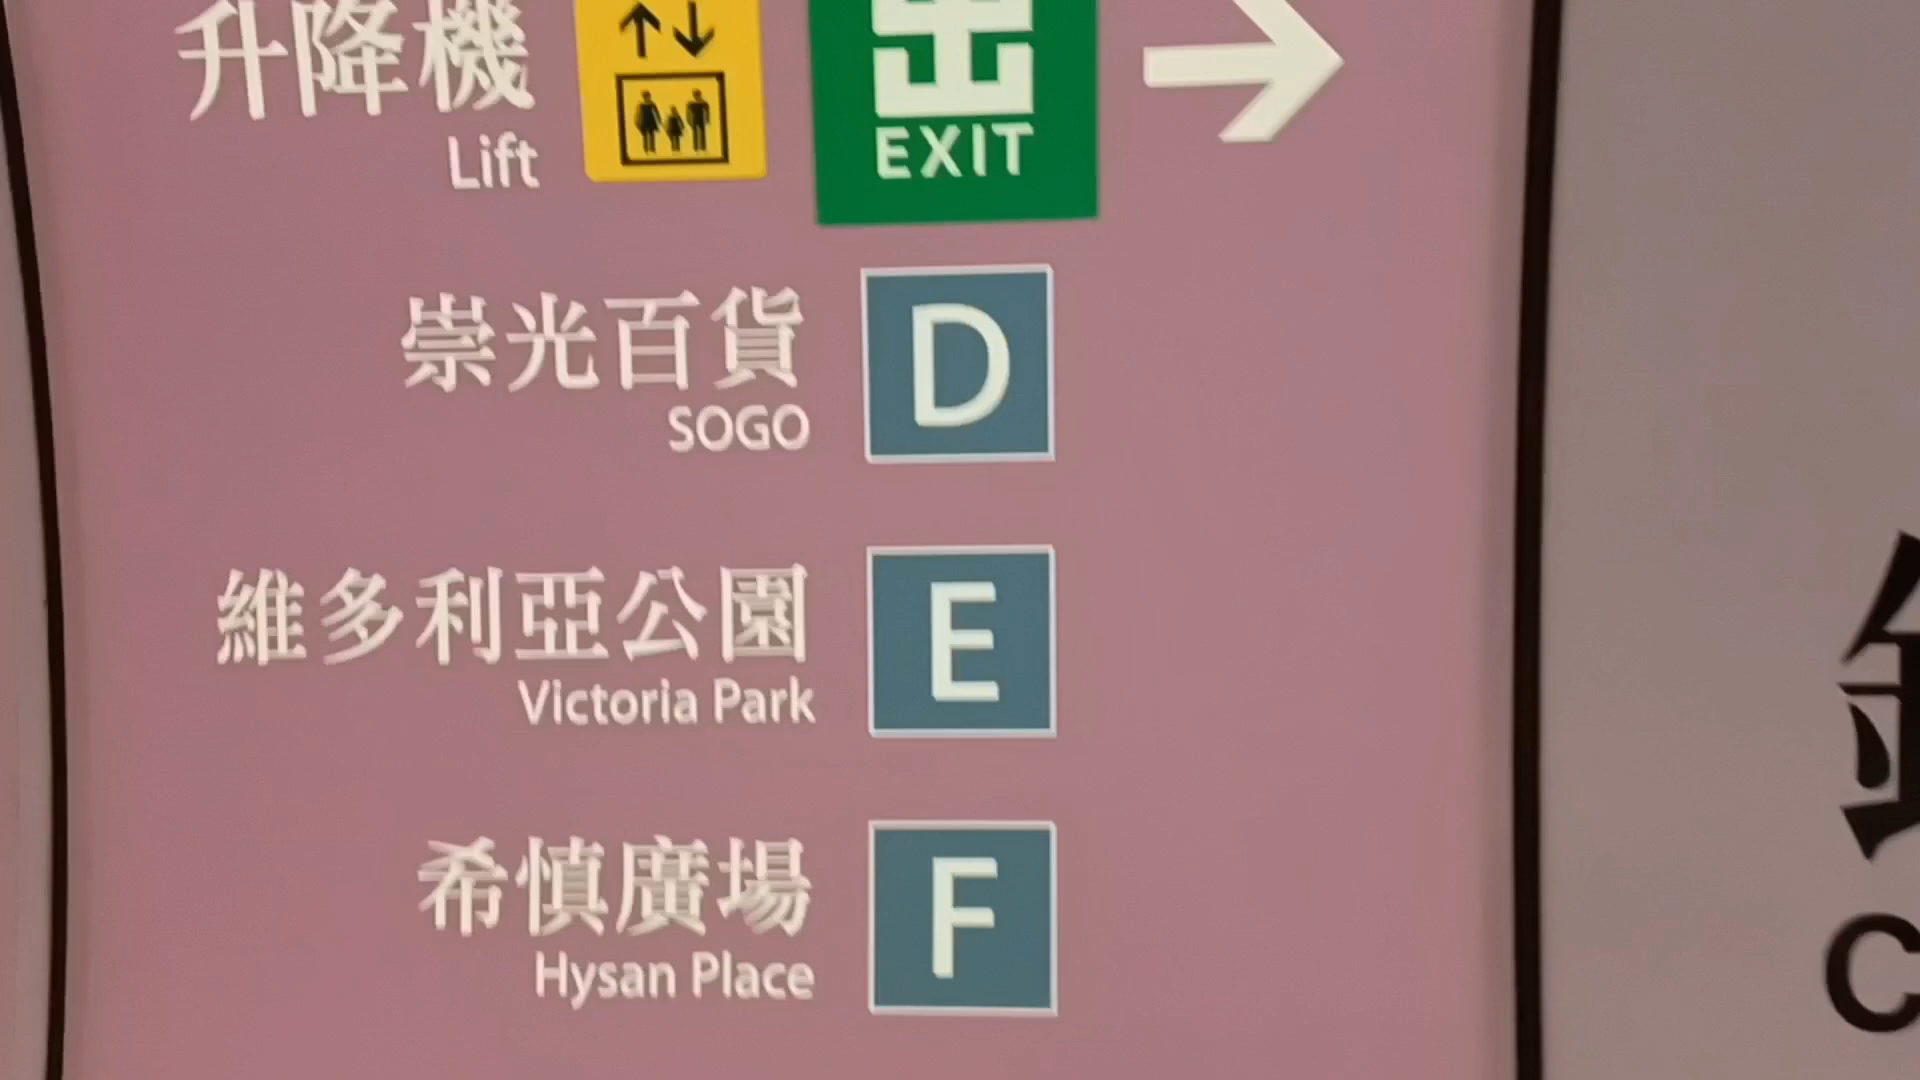 升降機
Lift
出
EXIT
崇光百貨
SOGO
D
維多利亞公園
Victoria Park
E
希慎廣場
Hysan Place
F
C